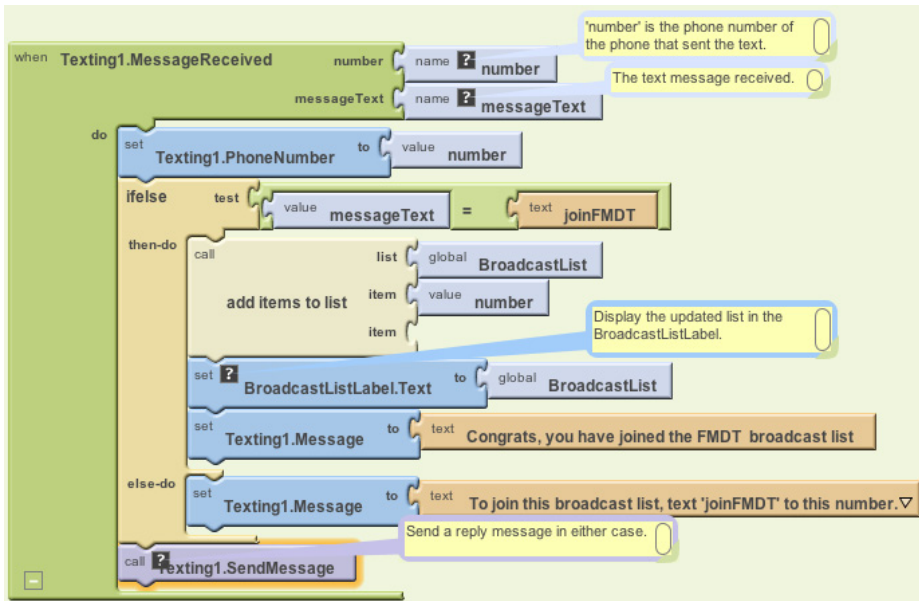 'number' is the phone number of
the phone that sent the text.
when Texting1.MessageReceived number name ? number
The text message received.
messageText name ? messageText
do
set Texting1.PhoneNumber to value number
ifelse test value messageText = text joinFMDT
then-do
call add items to list
list global BroadcastList
item value number
item
Display the updated list in the
BroadcastListLabel.
set ? BroadcastListLabel.Text to global BroadcastList
set Texting1.Message to text Congrats, you have joined the FMDT broadcast list
else-do
set Texting1.Message to text To join this broadcast list, text 'joinFMDT' to this number.
Send a reply message in either case.
call ? Texting1.SendMessage